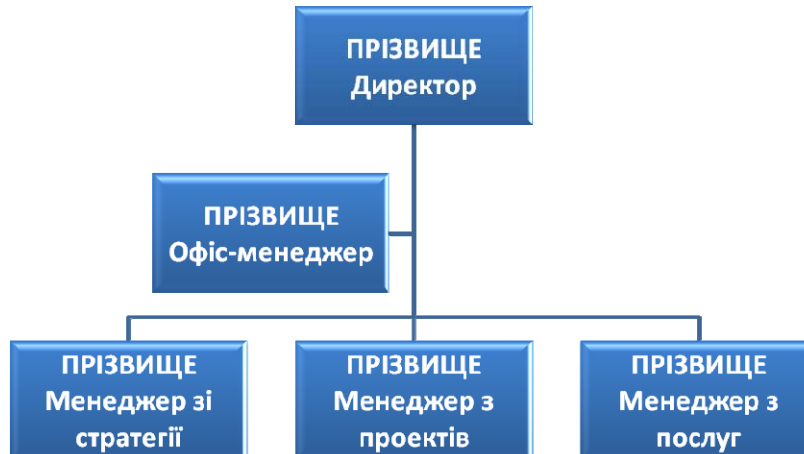 ПРІЗВИЩЕ
Директор
ПРІЗВИЩЕ
Офіс-менеджер
ПРІЗВИЩЕ
Менеджер зі
стратегії
ПРІЗВИЩЕ
Менеджер з
проектів
ПРІЗВИЩЕ
Менеджер з
послуг